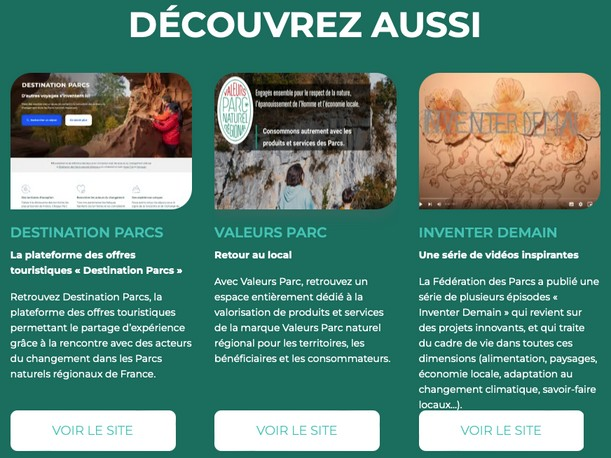 DÉCOUVREZ AUSSI
DESTINATION PARCS
D'autres voyages s'inventent ici
VALEURS
PARC
NATUREL
RÉGIONAL
Engagés ensemble pour le respect de la nature,
l'épanouissement de l'Homme et l'économie locale.
Consommons autrement avec les
produits et services des Parcs.
INVENTER DEMAI
DESTINATION PARCS
La plateforme des offres
touristiques « Destination Parcs »
Retrouvez Destination Parcs, la
plateforme des offres touristiques
permettant le partage d'expérience
grâce à la rencontre avec des acteurs
du changement dans les Parcs
naturels régionaux de France.
VOIR LE SITE
VALEURS PARC
Retour au local
Avec Valeurs Parc, retrouvez un
espace entièrement dédié à la
valorisation de produits et services
de la marque Valeurs Parc naturel
régional pour les territoires, les
bénéficiaires et les consommateurs.
VOIR LE SITE
INVENTER DEMAIN
Une série de vidéos inspirantes
La Fédération des Parcs a publié une
série de plusieurs épisodes «
Inventer Demain » qui revient sur
des projets innovants, et qui traite
du cadre de vie dans toutes ces
dimensions (alimentation, paysages,
économie locale, adaptation au
changement climatique, savoir-faire
locaux...).
VOIR LE SITE